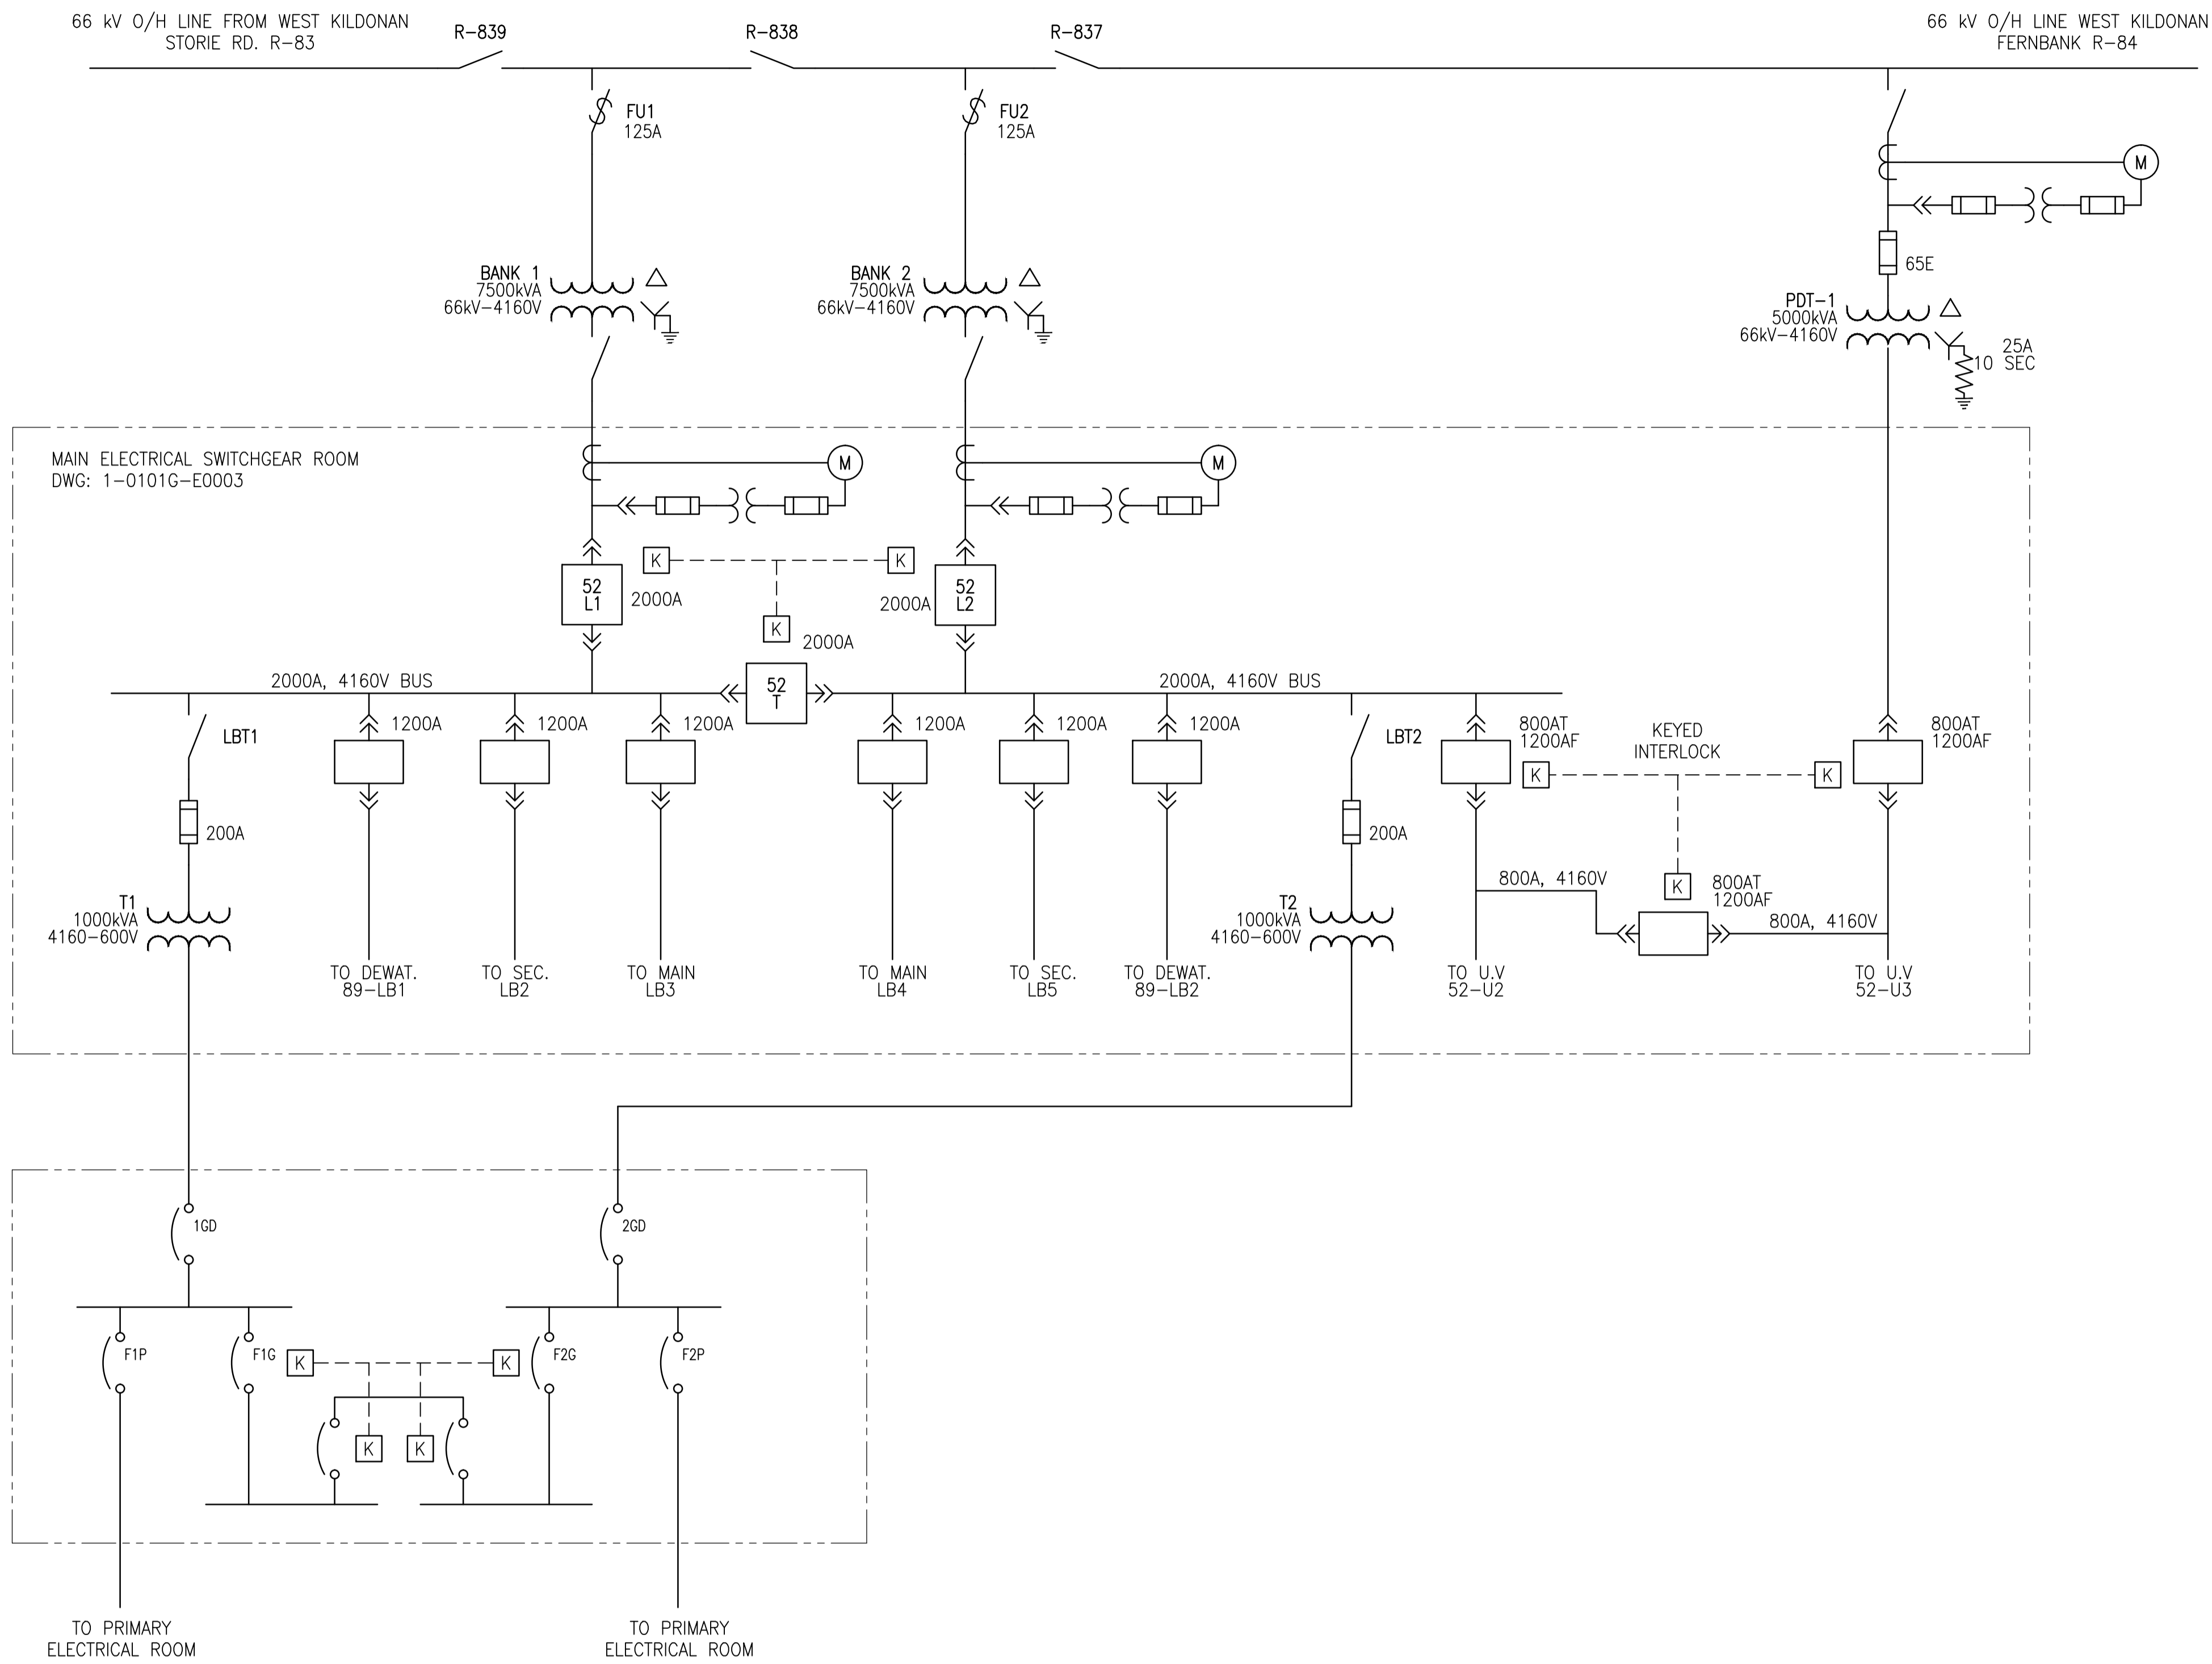 66 kV O/H LINE FROM WEST KILDONAN
STORIE RD. R-83
R-839
R-838
R-837
66 kV O/H LINE WEST KILDONAN
FERNBANK R-84
FU1
125A
FU2
125A
M
65E
BANK 1
7500kVA
66kV-4160V
BANK 2
7500kVA
66kV-4160V
PDT-1
5000kVA
66kV-4160V
25A
10 SEC
MAIN ELECTRICAL SWITCHGEAR ROOM
DWG: 1-0101G-E0003
M
M
K
K
52
L1
2000A
2000A
52
L2
K
2000A
2000A, 4160V BUS
52
T
2000A, 4160V BUS
LBT1
1200A
1200A
1200A
1200A
1200A
1200A
LBT2
800AT
1200AF
KEYED
INTERLOCK
800AT
1200AF
K
K
200A
200A
T1
1000kVA
4160-600V
T2
1000kVA
4160-600V
800A, 4160V
K
800AT
1200AF
800A, 4160V
TO DEWAT.
89-LB1
TO SEC.
LB2
TO MAIN
LB3
TO MAIN
LB4
TO SEC.
LB5
TO DEWAT.
89-LB2
TO U.V
52-U2
TO U.V
52-U3
1GD
2GD
F1P
F1G
K
K
F2G
F2P
K
K
TO PRIMARY
ELECTRICAL ROOM
TO PRIMARY
ELECTRICAL ROOM